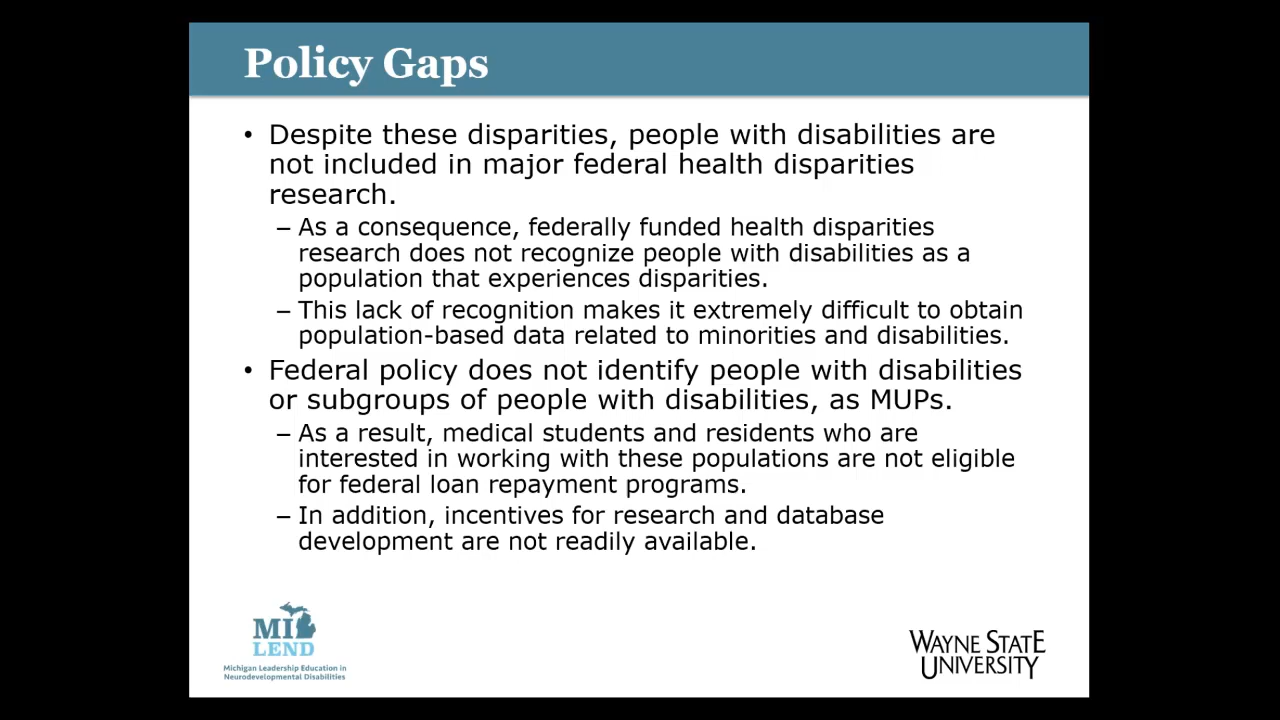 Policy Gaps
• Despite these disparities, people with disabilities are
not included in major federal health disparities
research.
– As a consequence, federally funded health disparities
research does not recognize people with disabilities as a
population that experiences disparities.
– This lack of recognition makes it extremely difficult to obtain
population-based data related to minorities and disabilities.
• Federal policy does not identify people with disabilities
or subgroups of people with disabilities, as MUPs.
– As a result, medical students and residents who are
interested in working with these populations are not eligible
for federal loan repayment programs.
– In addition, incentives for research and database
development are not readily available.
MI
LEND
Michigan Leadership Education in
Neurodevelopmental Disabilities
WAYNE STATE
UNIVERSITY